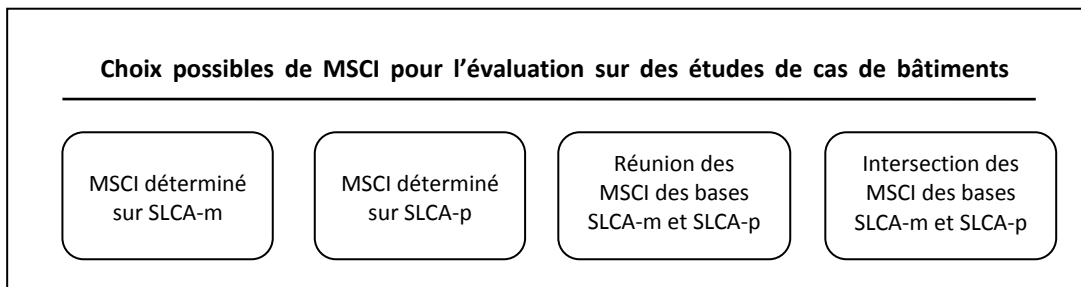 Choix possibles de MSCI pour l’évaluation sur des études de cas de bâtiments
MSCI déterminé
sur SLCA-m
MSCI déterminé
sur SLCA-p
Réunion des
MSCI des bases
SLCA-m et SLCA-p
Intersection des
MSCI des bases
SLCA-m et SLCA-p